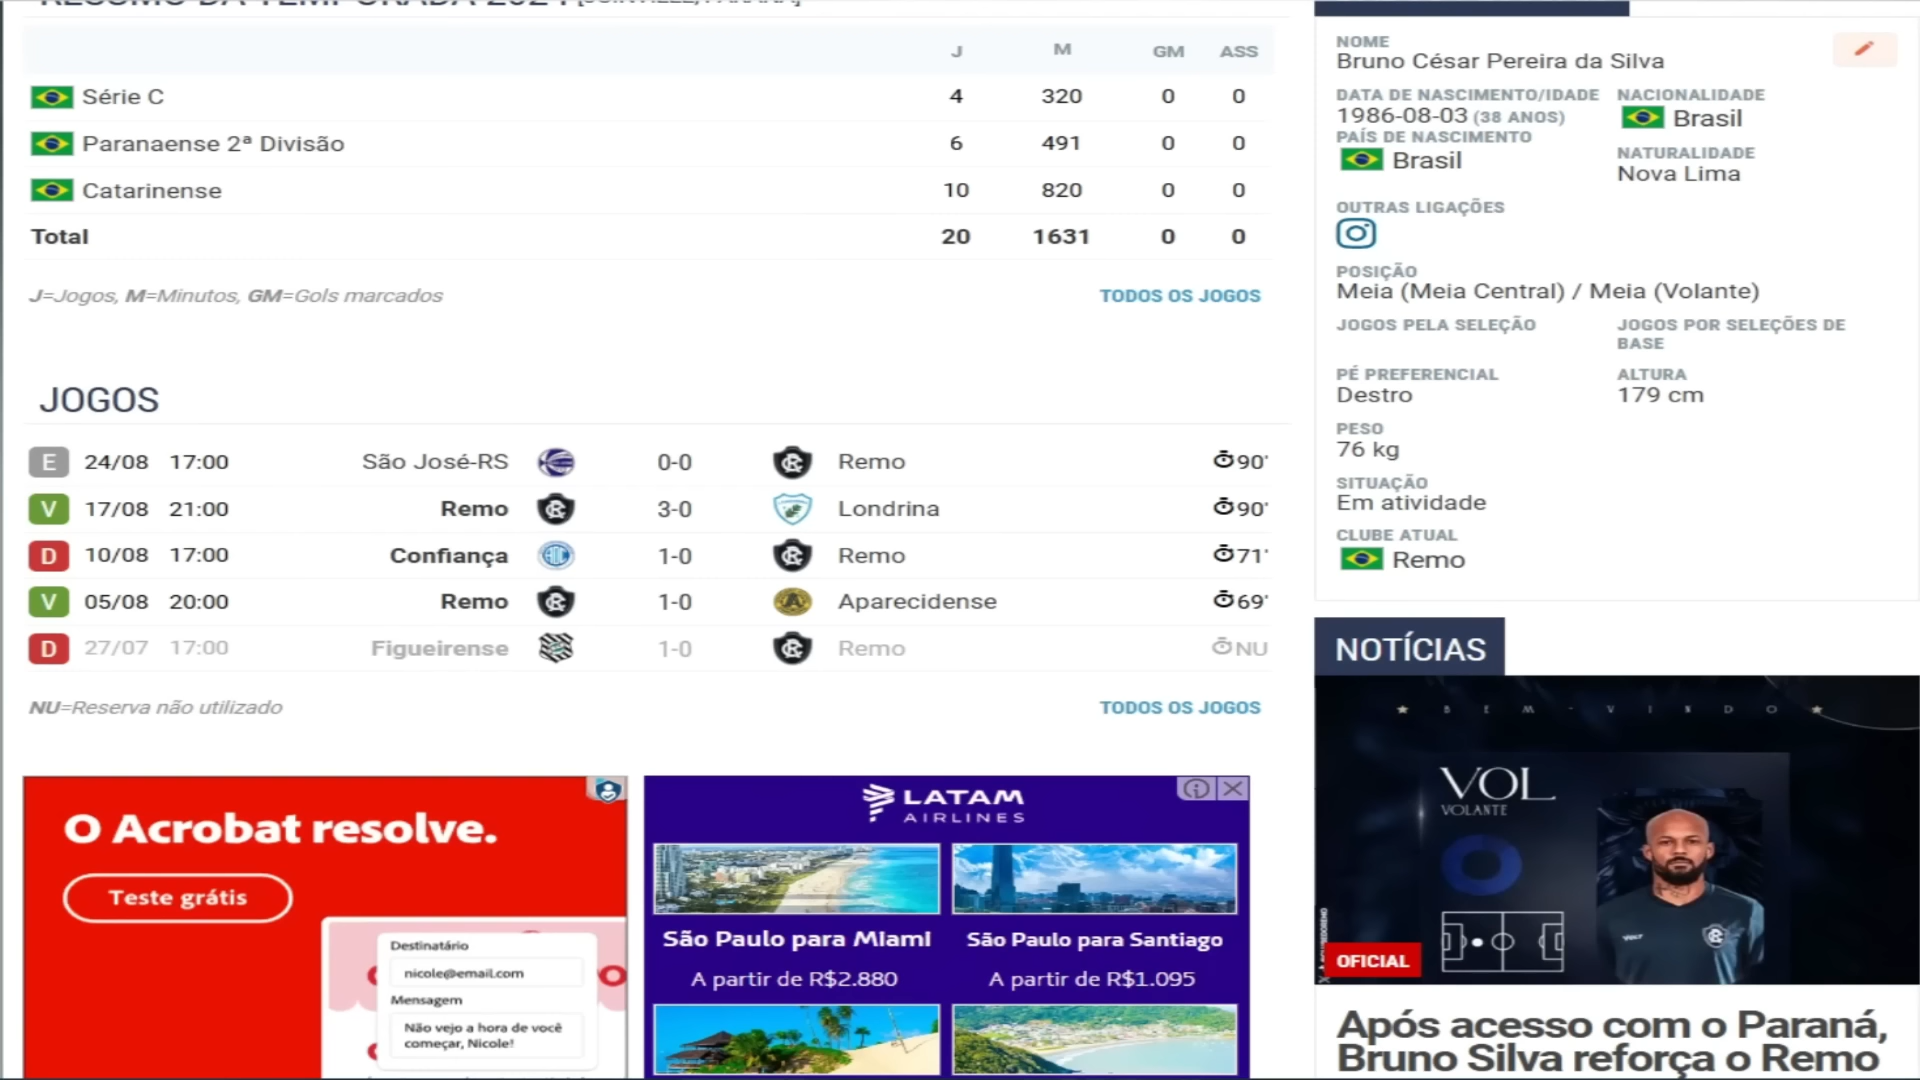 RESUMO DA TEMPORADA 2024 [JOINVILLE, PARANÁ]
J M GM ASS
Série C 4 320 0 0
Paranaense 2ª Divisão 6 491 0 0
Catarinense 10 820 0 0
Total 20 1631 0 0
J=Jogos, M=Minutos, GM=Gols marcados TODOS OS JOGOS
JOGOS
E 24/08 17:00 São José-RS 0-0 Remo 90'
V 17/08 21:00 Remo 3-0 Londrina 90'
D 10/08 17:00 Confiança 1-0 Remo 71'
V 05/08 20:00 Remo 1-0 Aparecidense 69'
D 27/07 17:00 Figueirense 1-0 Remo NU
NU=Reserva não utilizado TODOS OS JOGOS
O Acrobat resolve.
Teste grátis
Destinatário
nicole@email.com
Mensagem
Não vejo a hora de você
começar, Nicole!
LATAM
AIRLINES
São Paulo para Miami
A partir de R$2.880
São Paulo para Santiago
A partir de R$1.095
NOME
Bruno César Pereira da Silva
DATA DE NASCIMENTO/IDADE
1986-08-03 (38 ANOS)
NACIONALIDADE
Brasil
PAÍS DE NASCIMENTO
Brasil
NATURALIDADE
Nova Lima
OUTRAS LIGAÇÕES
POSIÇÃO
Meia (Meia Central) / Meia (Volante)
JOGOS PELA SELEÇÃO
JOGOS POR SELEÇÕES DE
BASE
PÉ PREFERENCIAL
Destro
ALTURA
179 cm
PESO
76 kg
SITUAÇÃO
Em atividade
CLUBE ATUAL
Remo
NOTÍCIAS
BEM-VINDO
VOL
VOLANTE
VOLT
OFICIAL
Após acesso com o Paraná,
Bruno Silva reforça o Remo